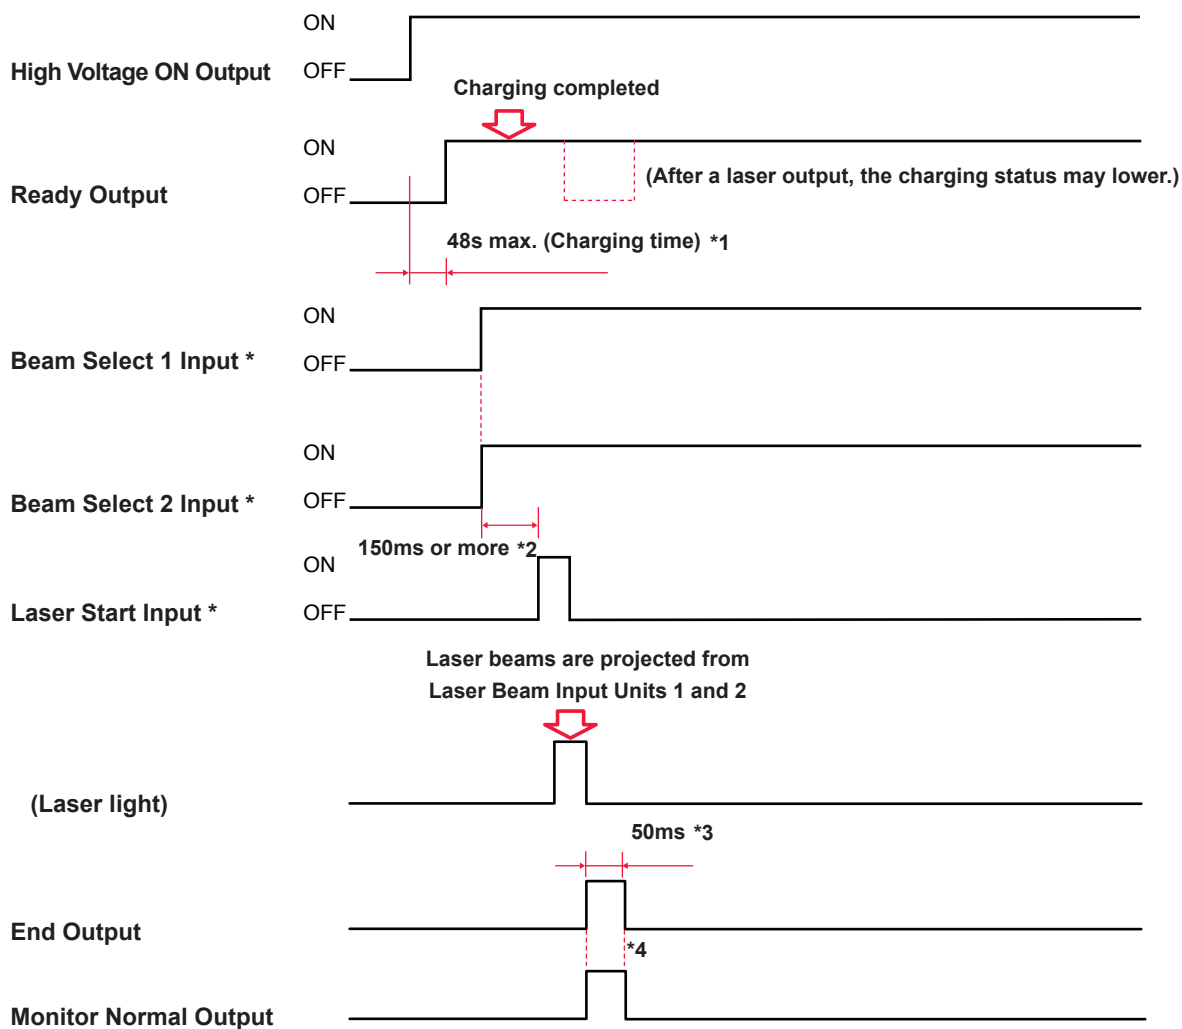 ON
High Voltage ON Output
OFF
Charging completed
ON
(After a laser output, the charging status may lower.)
Ready Output
OFF
48s max. (Charging time) *1
ON
Beam Select 1 Input *
OFF
ON
Beam Select 2 Input *
OFF
150ms or more *2
ON
Laser Start Input *
OFF
Laser beams are projected from
Laser Beam Input Units 1 and 2
(Laser light)
50ms *3
End Output
*4
Monitor Normal Output